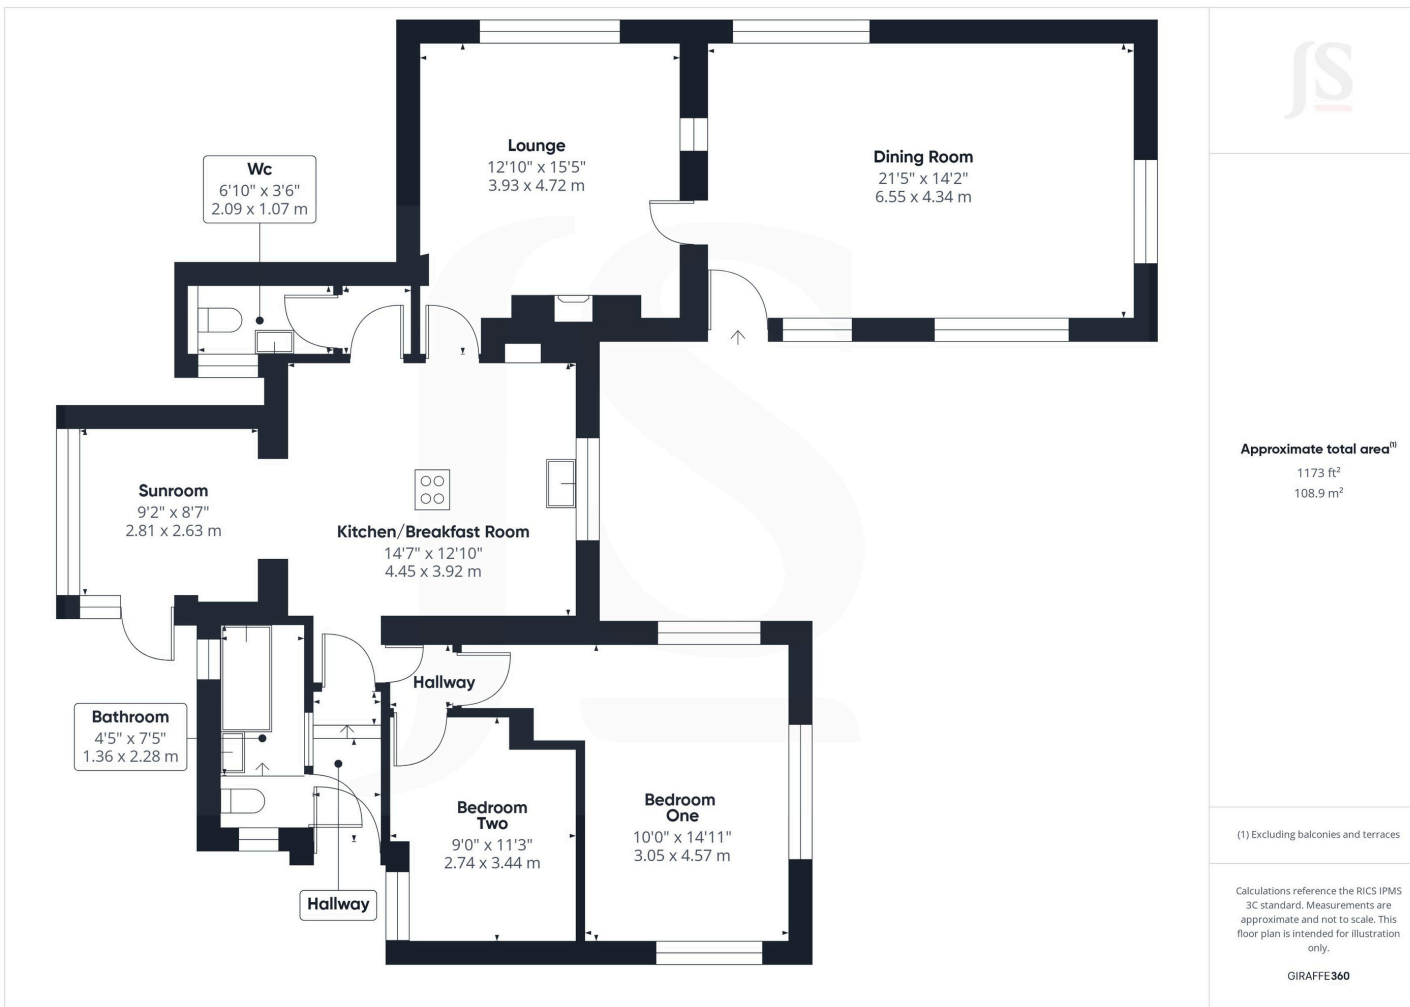 Lounge
12'10" x 15'5"
3.93 x 4.72 m
Dining Room
21'5" x 14'2"
6.55 x 4.34 m
Wc
6'10" x 3'6"
2.09 x 1.07 m
Sunroom
9'2" x 8'7"
2.81 x 2.63 m
Kitchen/Breakfast Room
14'7" x 12'10"
4.45 x 3.92 m
Hallway
Bathroom
4'5" x 7'5"
1.36 x 2.28 m
Bedroom
Two
9'0" x 11'3"
2.74 x 3.44 m
Bedroom
One
10'0" x 14'11"
3.05 x 4.57 m
Hallway
JS
JS
Approximate total area(1)
1173 ft²
108.9 m²
(1) Excluding balconies and terraces
Calculations reference the RICS IPMS
3C standard. Measurements are
approximate and not to scale. This
floor plan is intended for illustration
only.
GIRAFFE360